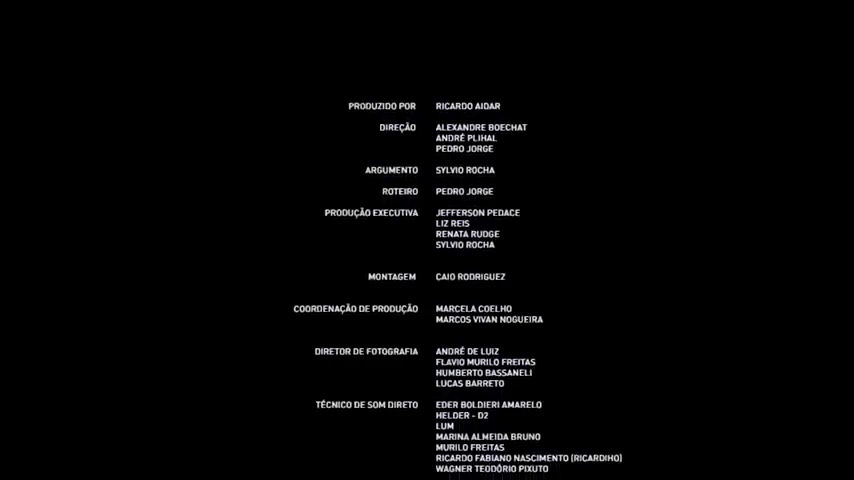 PRODUZIDO POR RICARDO AIDAR
DIREÇÃO ALEXANDRE BOECHAT
ANDRÉ PLIHAL
PEDRO JORGE
ARGUMENTO SYLVIO ROCHA
ROTEIRO PEDRO JORGE
PRODUÇÃO EXECUTIVA JEFFERSON PEDACE
LIZ REIS
RENATA RUDGE
SYLVIO ROCHA
MONTAGEM CAIO RODRIGUEZ
COORDENAÇÃO DE PRODUÇÃO MARCELA COELHO
MARCOS VIVAN NOGUEIRA
DIRETOR DE FOTOGRAFIA ANDRÉ DE LUIZ
FLAVIO MURILO FREITAS
HUMBERTO BASSANELI
LUCAS BARRETO
TÉCNICO DE SOM DIRETO EDER BOLDIERI AMARELO
HELDER - D2
LUM
MARINA ALMEIDA BRUNO
MURILO FREITAS
RICARDO FABIANO NASCIMENTO (RICARDIHO)
WAGNER TEODÓRIO PIXUTO